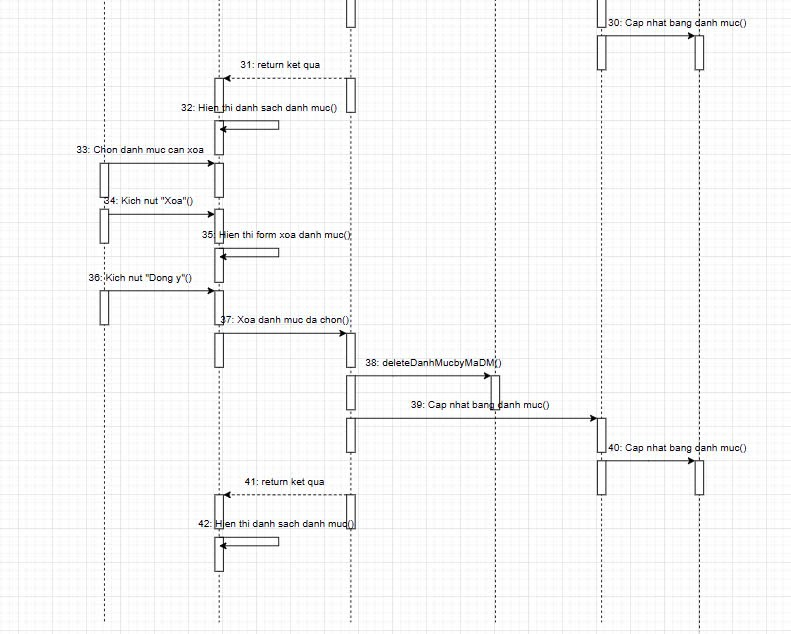 30: Cap nhat bang danh muc()
31: return ket qua
32: Hien thi danh sach danh muc()
33: Chon danh muc can xoa
34: Kich nut "Xoa"()
35: Hien thi form xoa danh muc()
36: Kich nut "Dong y"()
37: Xoa danh muc da chon()
38: deleteDanhMucbyMaDM()
39: Cap nhat bang danh muc()
40: Cap nhat bang danh muc()
41: return ket qua
42: Hien thi danh sach danh muc()